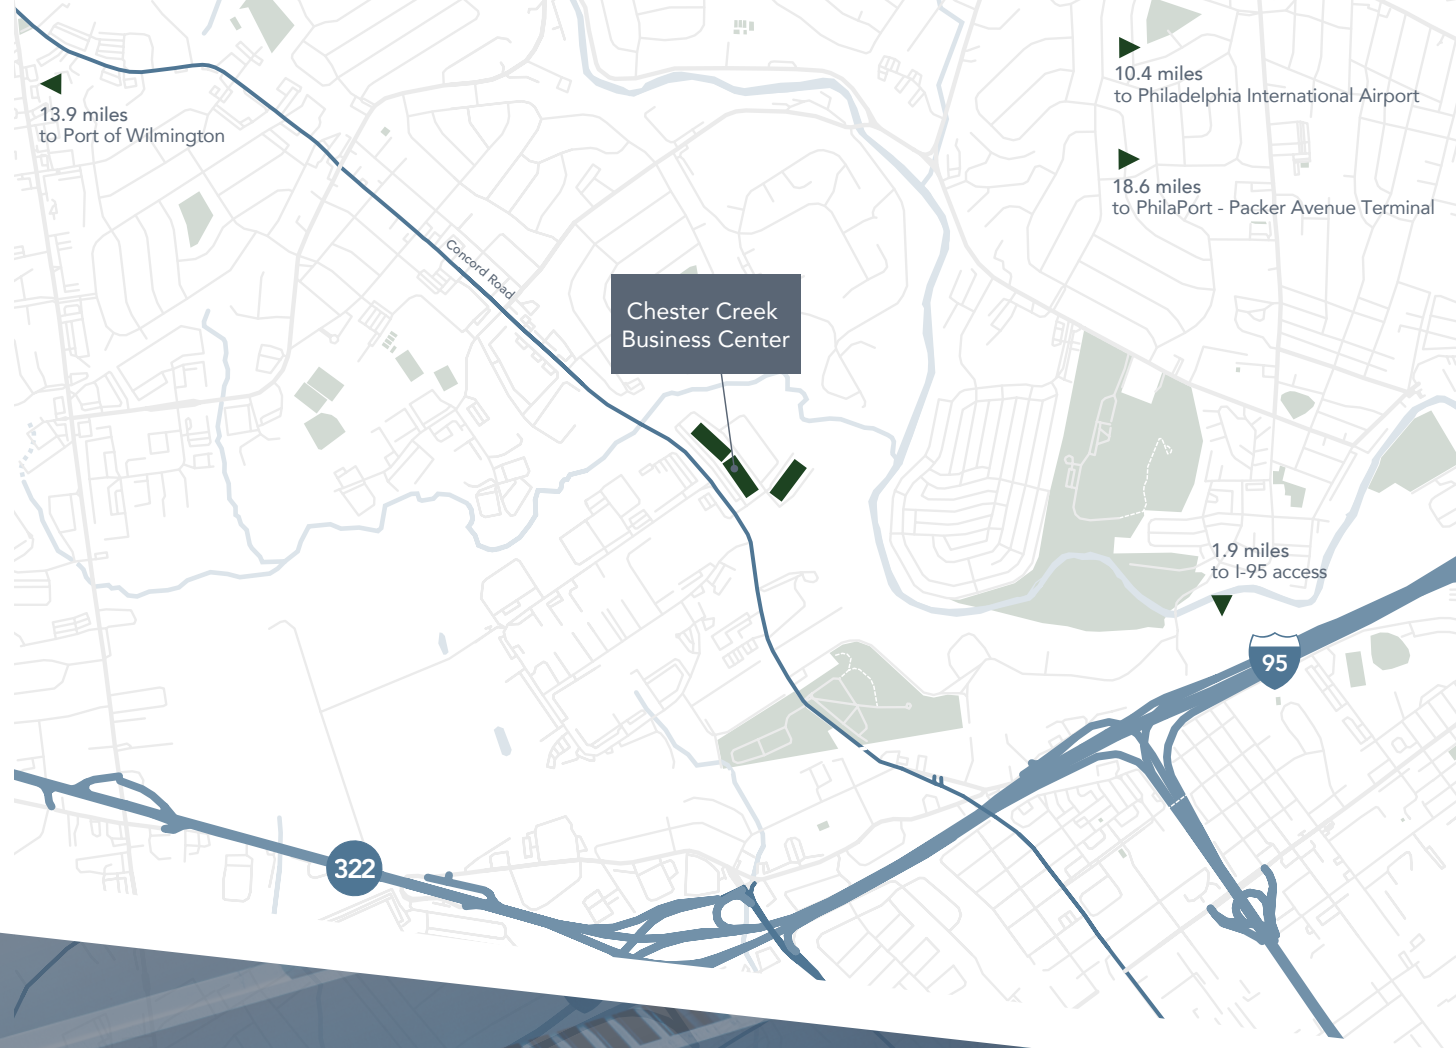 10.4 miles
to Philadelphia International Airport
13.9 miles
to Port of Wilmington
18.6 miles
to PhilaPort - Packer Avenue Terminal
Concord Road
Chester Creek
Business Center
1.9 miles
to I-95 access
95
322